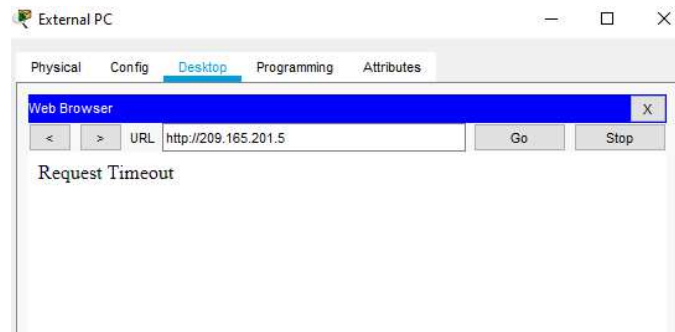 External PC
Physical Config Desktop Programming Attributes
Web Browser X
< > URL http://209.165.201.5 Go Stop
Request Timeout